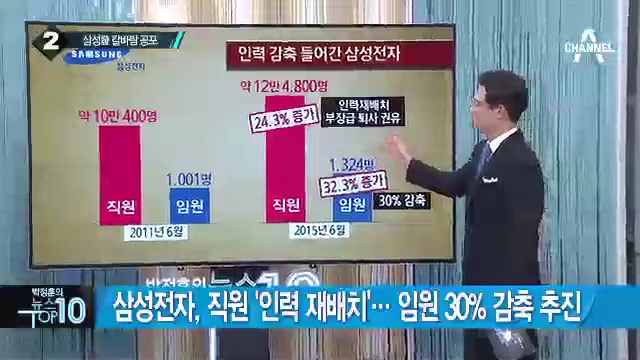 2 삼성發 칼바람 공포
CHANNEL A
SAMSUNG
삼성전자
인력 감축 들어간 삼성전자
약 10만 400명
약 12만 4,800명
24.3% 증가
인력재배치
부장급 퇴사 권유
1,001명
32.3% 증가
30% 감축
직원
임원
직원
임원
2011년 6월
2015년 6월
박정훈의 뉴스
박정훈의
뉴스
TOP10
삼성전자, 직원 '인력 재배치'… 임원 30% 감축 추진